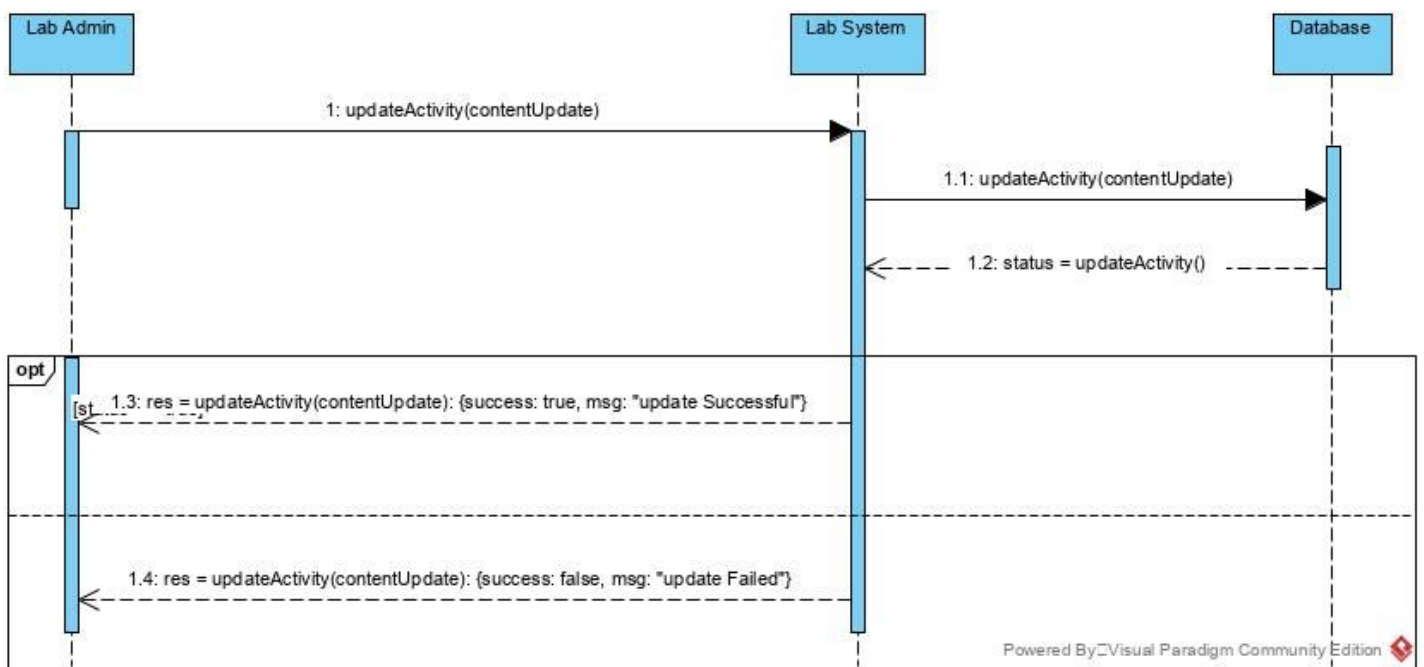 Lab Admin
Lab System
Database
1: updateActivity(contentUpdate)
1.1: updateActivity(contentUpdate)
1.2: status = updateActivity()
opt
1.3: res = updateActivity(contentUpdate): {success: true, msg: "update Successful"}
1.4: res = updateActivity(contentUpdate): {success: false, msg: "update Failed"}
Powered By Visual Paradigm Community Edition